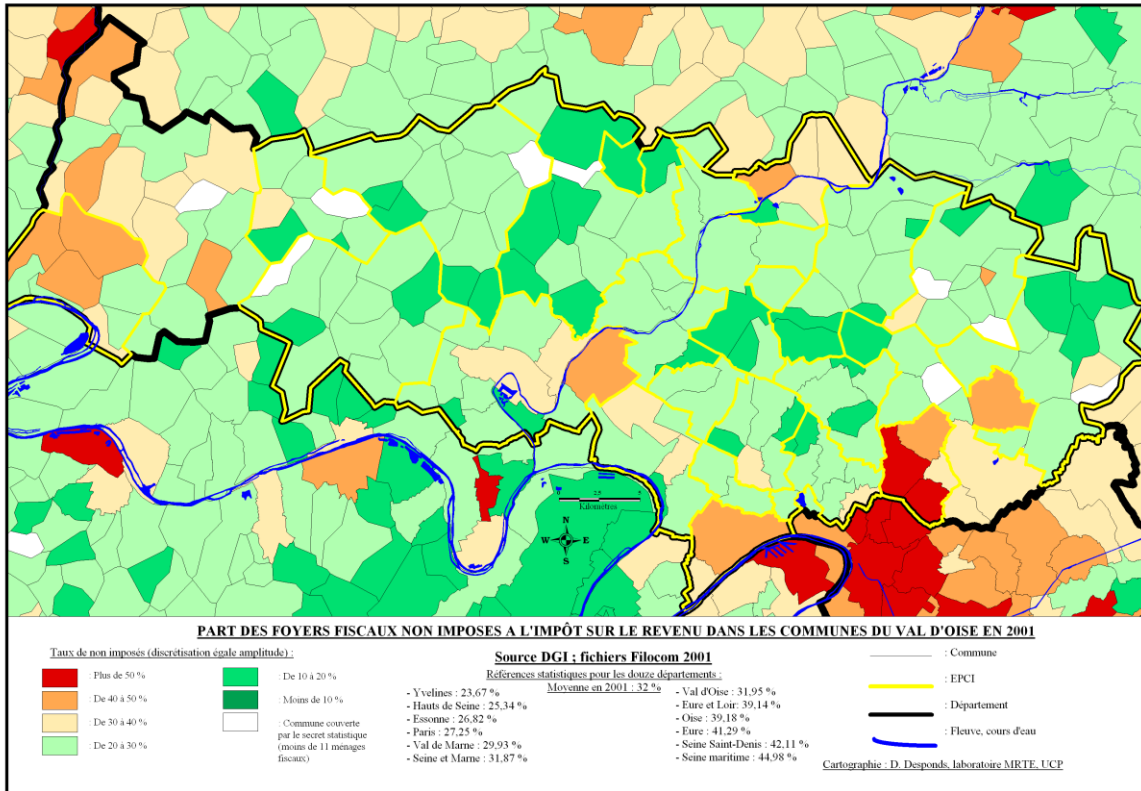 0 2.5 5
Kilomètres
N
W E
S
PART DES FOYERS FISCAUX NON IMPOSES A L'IMPÔT SUR LE REVENU DANS LES COMMUNES DU VAL D'OISE EN 2001
Taux de non imposés (discrétisation égale amplitude) :
: Plus de 50 %
: De 40 à 50 %
: De 30 à 40 %
: De 20 à 30 %
: De 10 à 20 %
: Moins de 10 %
: Commune couverte
par le secret statistique
(moins de 11 ménages
fiscaux)
Source DGI ; fichiers Filocom 2001
Références statistiques pour les douze départements :
Moyenne en 2001 : 32 %
- Yvelines : 23,67 %
- Hauts de Seine : 25,34 %
- Essonne : 26,82 %
- Paris : 27,25 %
- Val de Marne : 29,93 %
- Seine et Marne : 31,87 %
- Val d'Oise : 31,95 %
- Eure et Loir: 39,14 %
- Oise : 39,18 %
- Eure : 41,29 %
- Seine Saint-Denis : 42,11 %
- Seine maritime : 44,98 %
: Commune
: EPCI
: Département
: Fleuve, cours d'eau
Cartographie : D. Desponds, laboratoire MRTE, UCP